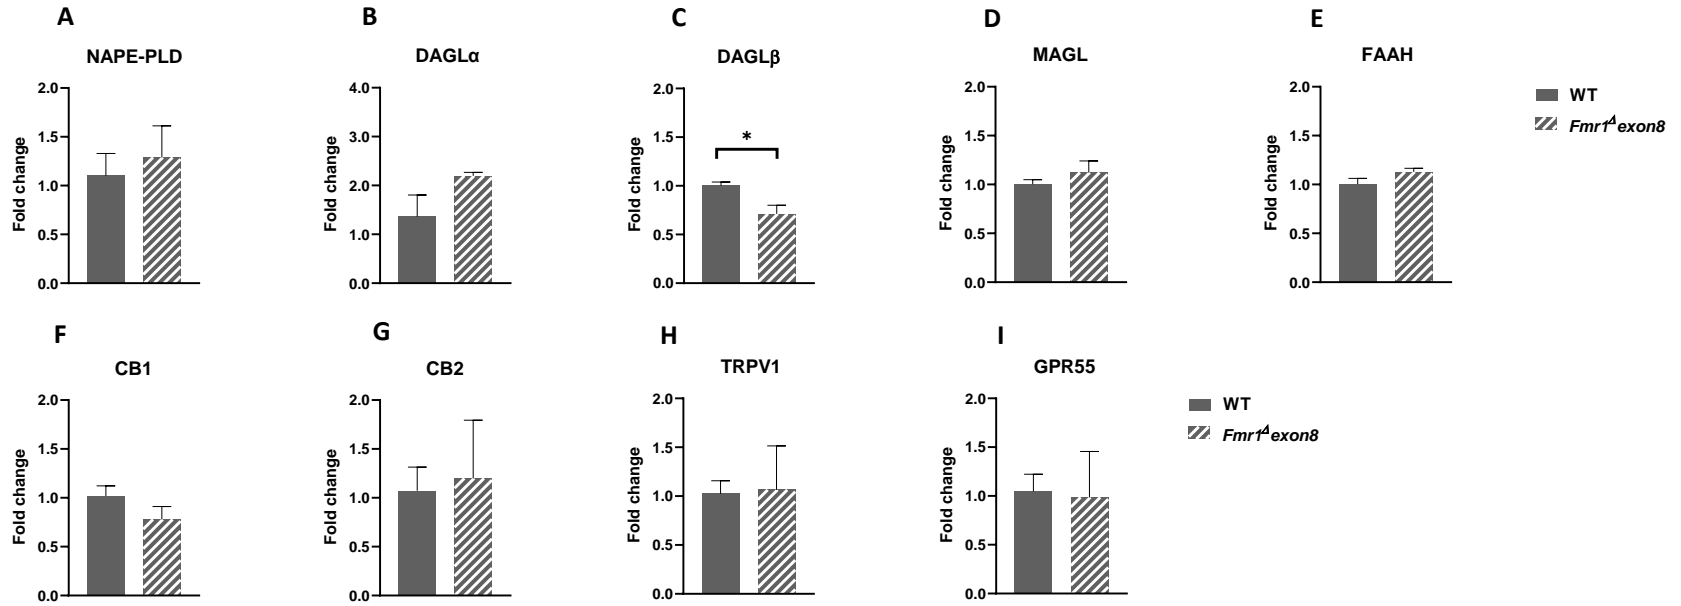 A
B
C
D
E
NAPE-PLD
DAGLα
DAGLβ
MAGL
FAAH
2.0
1.5
1.0
0.5
0.0
Fold change
4.0
3.0
2.0
1.0
0.0
Fold change
2.0
1.5
1.0
0.5
0.0
Fold change
*
2.0
1.5
1.0
0.5
0.0
Fold change
2.0
1.5
1.0
0.5
0.0
Fold change
WT
Fmr1Δexon8
F
G
H
I
CB1
CB2
TRPV1
GPR55
2.0
1.5
1.0
0.5
0.0
Fold change
2.0
1.5
1.0
0.5
0.0
Fold change
2.0
1.5
1.0
0.5
0.0
Fold change
2.0
1.5
1.0
0.5
0.0
Fold change
WT
Fmr1Δexon8